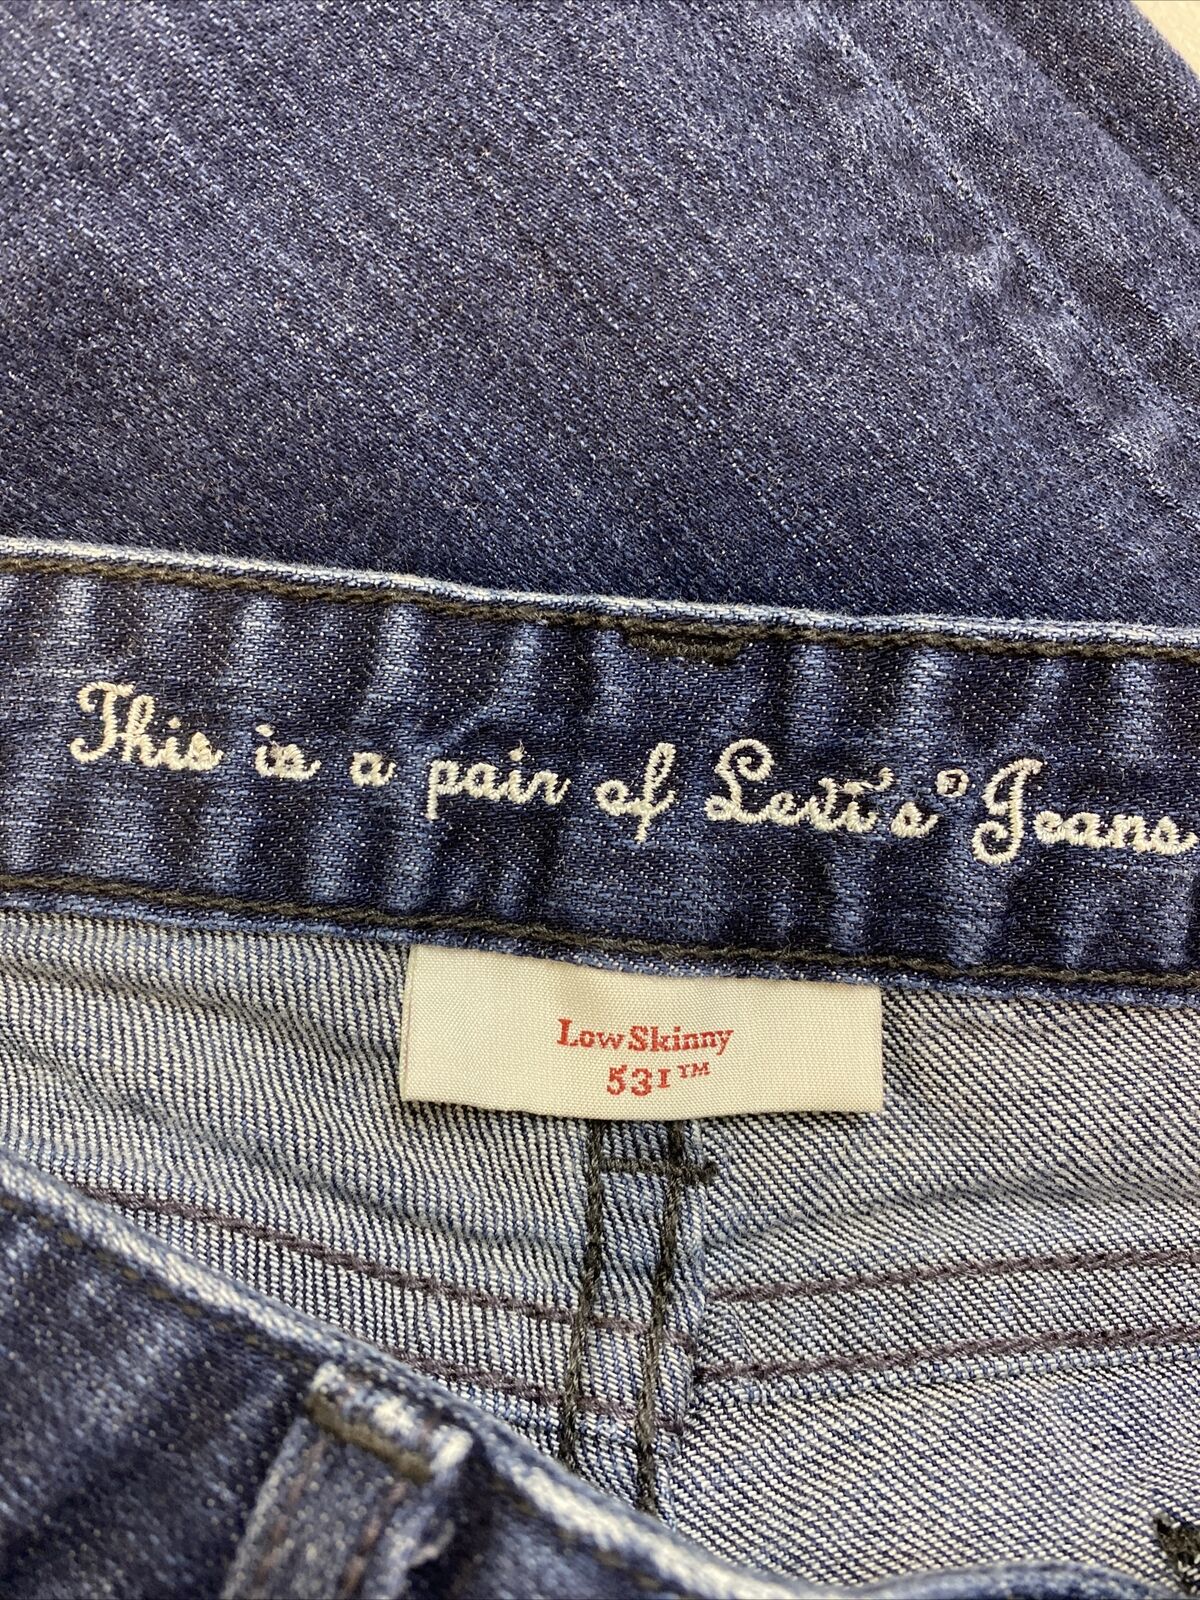 This is a pair of Levi's® Jeans
Low Skinny
531™